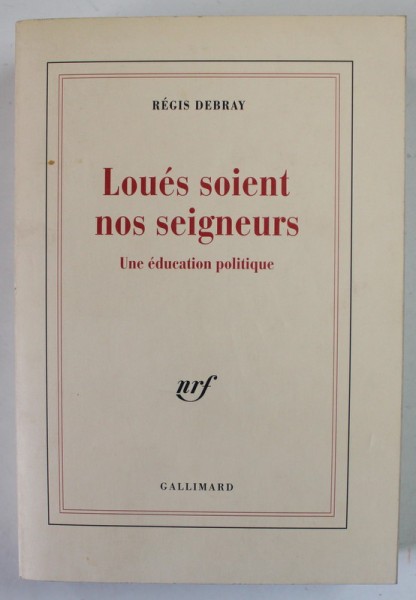 RÉGIS DEBRAY
Loués soient
nos seigneurs
Une éducation politique
nrf
GALLIMARD